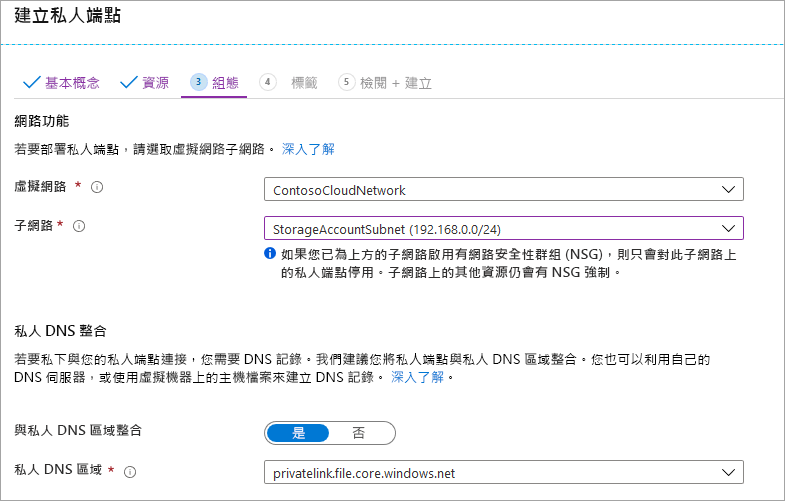 建立私人端點
基本概念 資源 3 組態 4 標籤 5 檢閱 + 建立
網路功能
若要部署私人端點，請選取虛擬網路子網路。 深入了解
虛擬網路 * ContosoCloudNetwork
子網路 * StorageAccountSubnet (192.168.0.0/24)
如果您已為上方的子網路啟用有網路安全性群組 (NSG)，則只會對此子網路上
的私人端點停用。子網路上的其他資源仍會有 NSG 強制。
私人 DNS 整合
若要私下與您的私人端點連接，您需要 DNS 記錄。我們建議您將私人端點與私人 DNS 區域整合。您也可以利用自己的
DNS 伺服器，或使用虛擬機器上的主機檔案來建立 DNS 記錄。 深入了解。
與私人 DNS 區域整合 是 否
私人 DNS 區域 * privatelink.file.core.windows.net